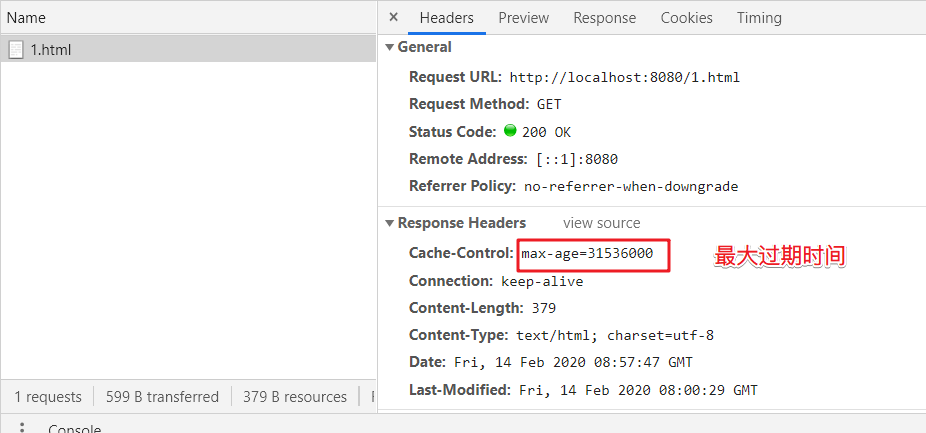 Name
1.html
1 requests
599 B transferred
379 B resources
× Headers Preview Response Cookies Timing
General
Request URL: http://localhost:8080/1.html
Request Method: GET
Status Code: 200 OK
Remote Address: [::1]:8080
Referrer Policy: no-referrer-when-downgrade
Response Headers view source
Cache-Control: max-age=31536000 最大过期时间
Connection: keep-alive
Content-Length: 379
Content-Type: text/html; charset=utf-8
Date: Fri, 14 Feb 2020 08:57:47 GMT
Last-Modified: Fri, 14 Feb 2020 08:00:29 GMT
Console